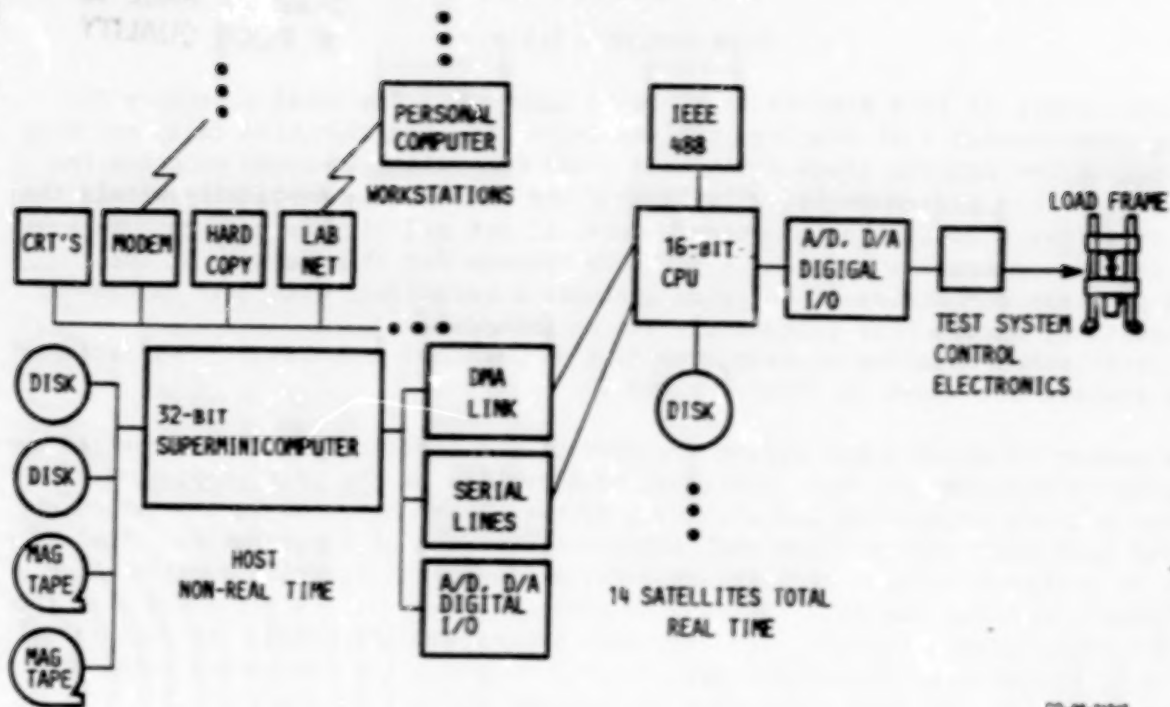 POOR QUALITY
PERSONAL
COMPUTER
WORKSTATIONS
IEEE
488
CRT'S
MODEM
HARD
COPY
LAB
NET
16-BIT
CPU
A/D, D/A
DIGIGAL
I/O
LOAD FRAME
TEST SYSTEM
CONTROL
ELECTRONICS
DISK
DISK
MAG
TAPE
MAG
TAPE
32-BIT
SUPERMINICOMPUTER
HOST
NON-REAL TIME
DMA
LINK
SERIAL
LINES
A/D, D/A
DIGITAL
I/O
DISK
14 SATELLITES TOTAL
REAL TIME